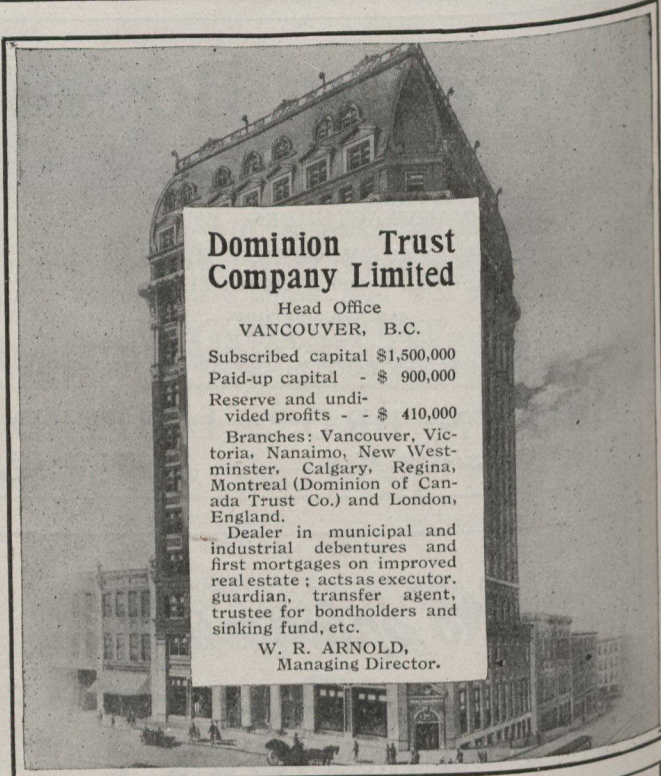 Dominion Trust
Company Limited
Head Office
VANCOUVER, B.C.
Subscribed capital $1,500,000
Paid-up capital - $ 900,000
Reserve and undi-
vided profits - - $ 410,000
Branches: Vancouver, Vic-
toria, Nanaimo, New West-
minster, Calgary, Regina,
Montreal (Dominion of Can-
ada Trust Co.) and London,
England.
Dealer in municipal and
industrial debentures and
first mortgages on improved
real estate ; acts as executor.
guardian, transfer agent,
trustee for bondholders and
sinking fund, etc.
W. R. ARNOLD,
Managing Director.